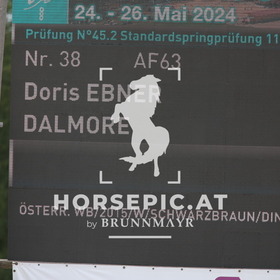 24. - 26. Mai 2024
Prüfung N°45.2 Standardspringprüfung 11
Nr. 38 AF63
Doris EBNER
DALMORE
HORSEPIC.AT
by BRUNNMAYR
ÖSTERR. WB/2015/W/SCHWARZBRAUN/DIN